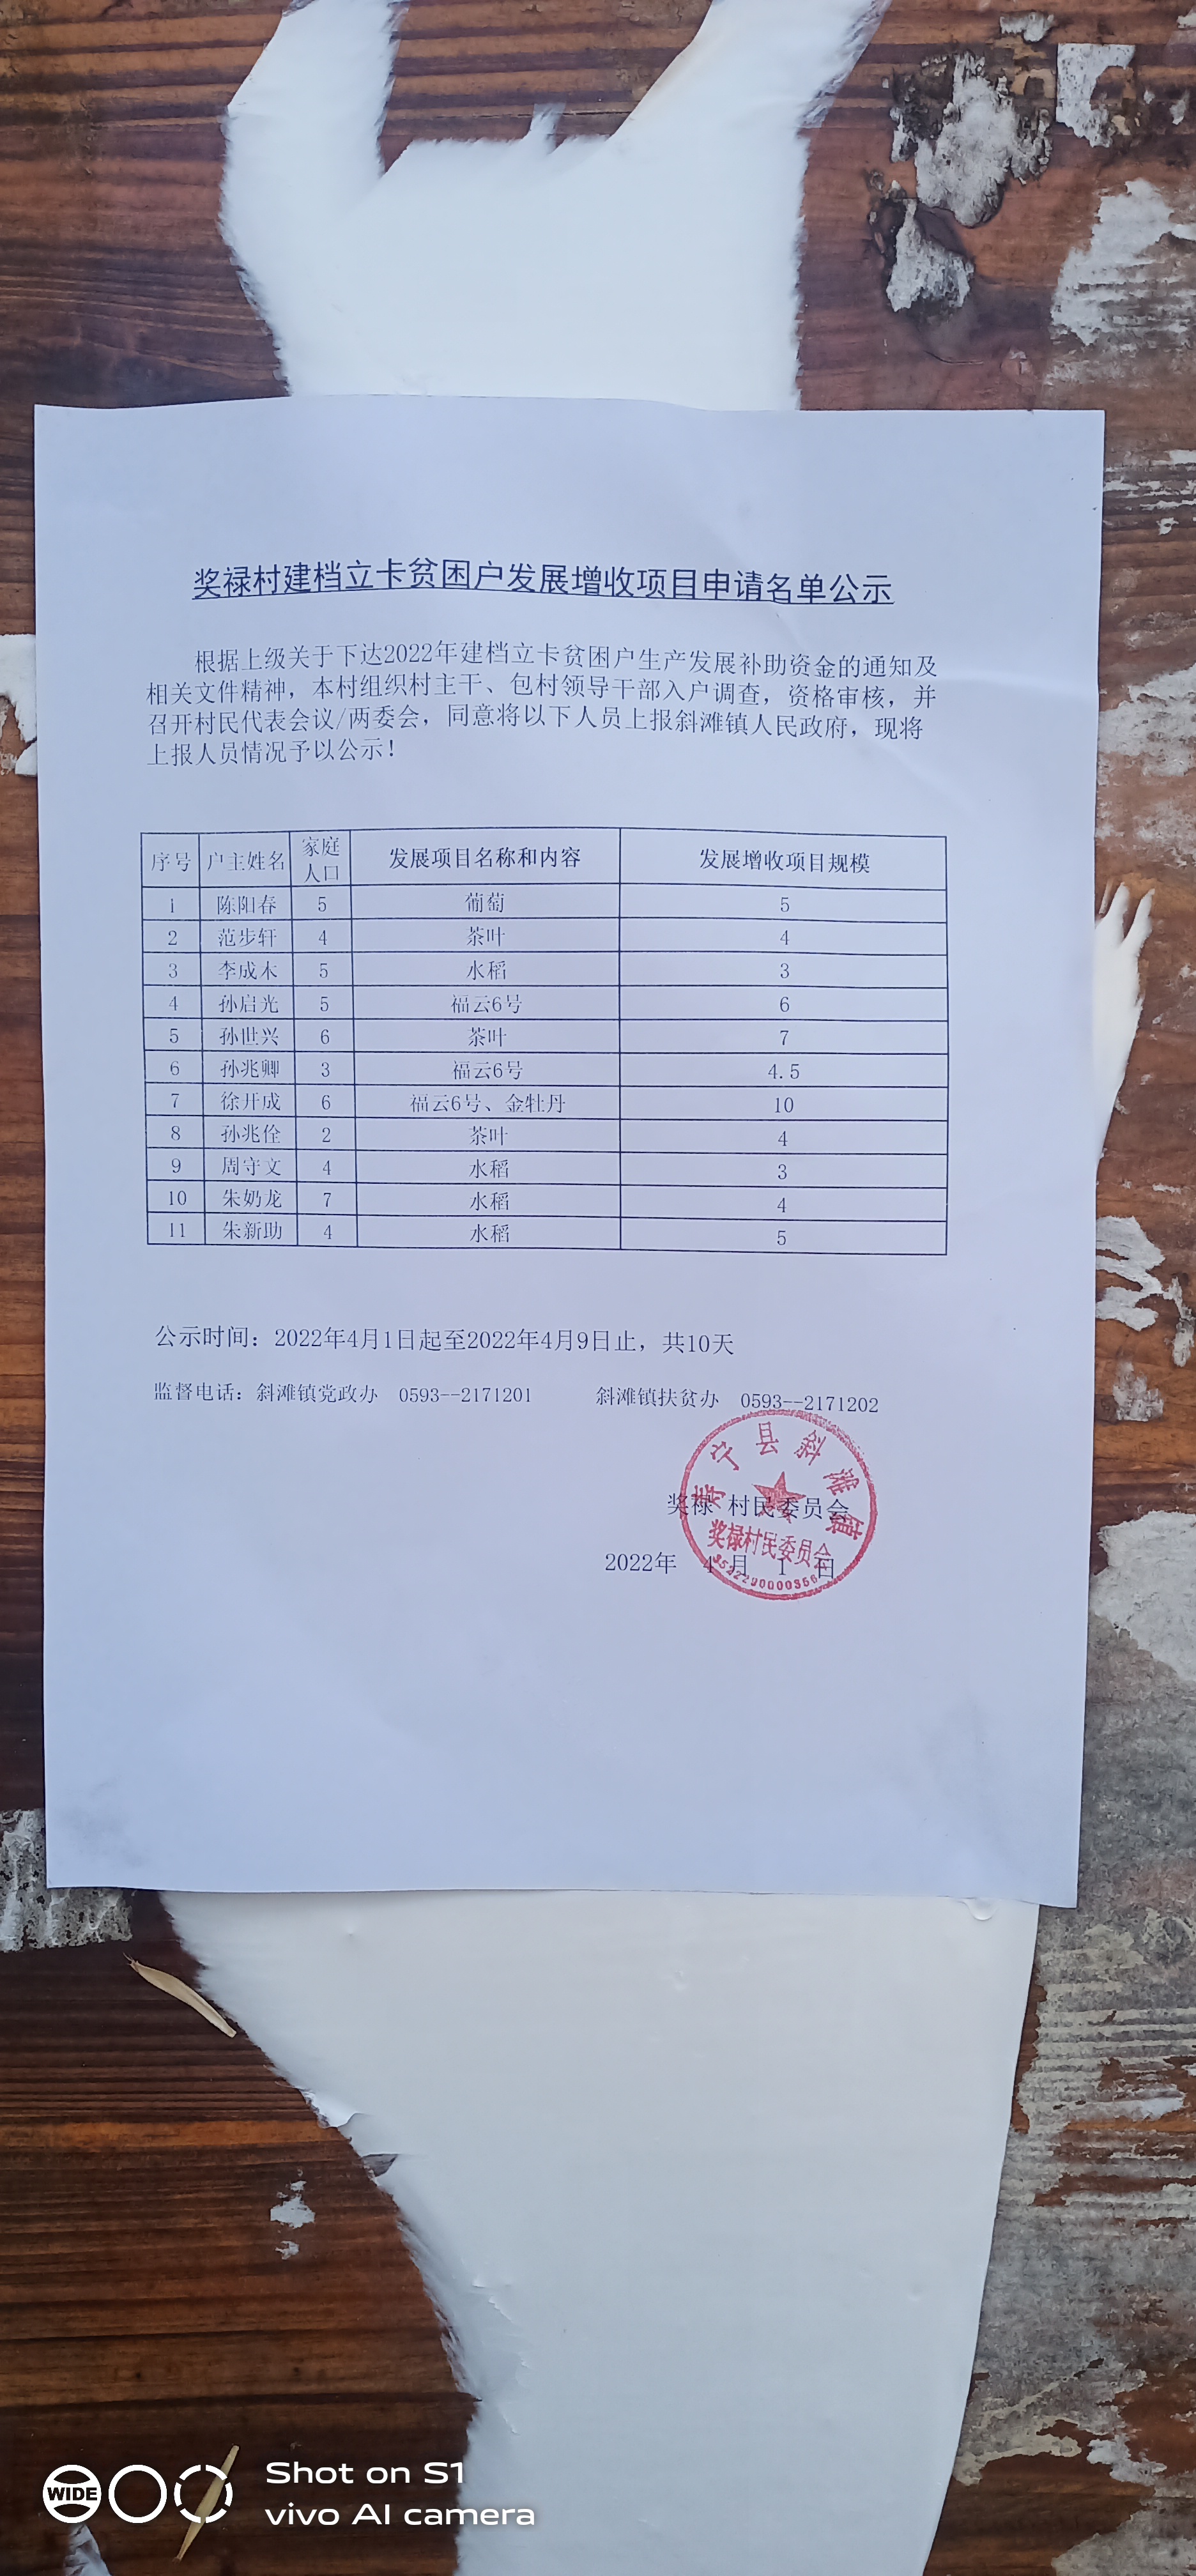 奖禄村建档立卡贫困户发展增收项目申请名单公示
根据上级关于下达2022年建档立卡贫困户生产发展补助资金的通知及
相关文件精神，本村组织村主干、包村领导干部入户调查，资格审核，并
召开村民代表会议/两委会，同意将以下人员上报斜滩镇人民政府，现将
上报人员情况予以公示！
序号 户主姓名 家庭人口 发展项目名称和内容 发展增收项目规模
1 陈阳春 5 葡萄 5
2 范步轩 4 茶叶 4
3 李成木 5 水稻 3
4 孙启光 5 福云6号 6
5 孙世兴 6 茶叶 7
6 孙兆卿 3 福云6号 4.5
7 徐开成 6 福云6号、金牡丹 10
8 孙兆佺 2 茶叶 4
9 周守文 4 水稻 3
10 朱奶龙 7 水稻 4
11 朱新助 4 水稻 5
公示时间：2022年4月1日起至2022年4月9日止，共10天
监督电话：斜滩镇党政办 0593--2171201 斜滩镇扶贫办 0593--2171202
寿宁县斜滩镇
奖禄 村民委员会
奖禄村民委员会
2022年 4 月 1 日
WIDE
Shot on S1
vivo AI camera